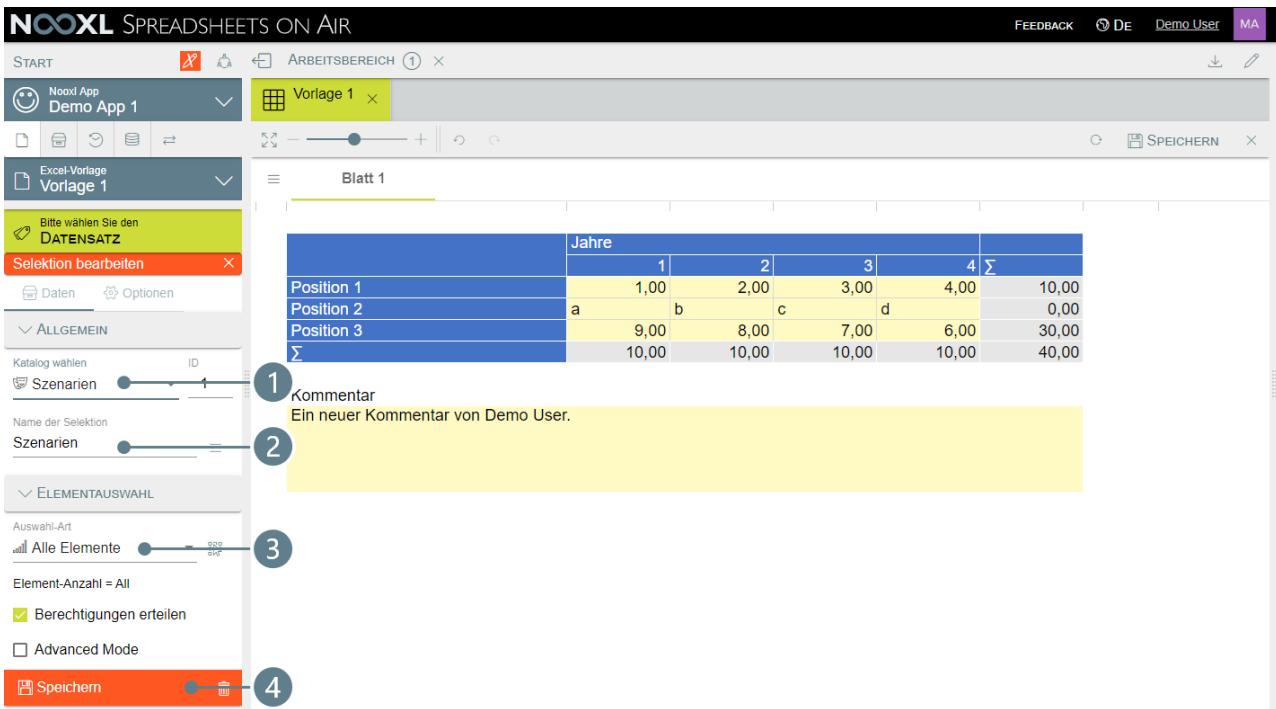 NOOXL SPREADSHEETS ON AIR
FEEDBACK DE Demo User MA
START ARBEITSBEREICH 1
Nooxl App
Demo App 1
Vorlage 1
SPEICHERN
Excel-Vorlage
Vorlage 1
Blatt 1
Bitte wählen Sie den
DATENSATZ
Selektion bearbeiten
Daten Optionen
ALLGEMEIN
Katalog wählen ID
Szenarien 1
Name der Selektion
Szenarien
ELEMENTAUSWAHL
Auswahl-Art
Alle Elemente
Element-Anzahl = All
Berechtigungen erteilen
Advanced Mode
Speichern
1
2
3
4
Jahre
1 2 3 4 ∑
Position 1 1,00 2,00 3,00 4,00 10,00
Position 2 a b c d 0,00
Position 3 9,00 8,00 7,00 6,00 30,00
∑ 10,00 10,00 10,00 10,00 40,00
Kommentar
Ein neuer Kommentar von Demo User.